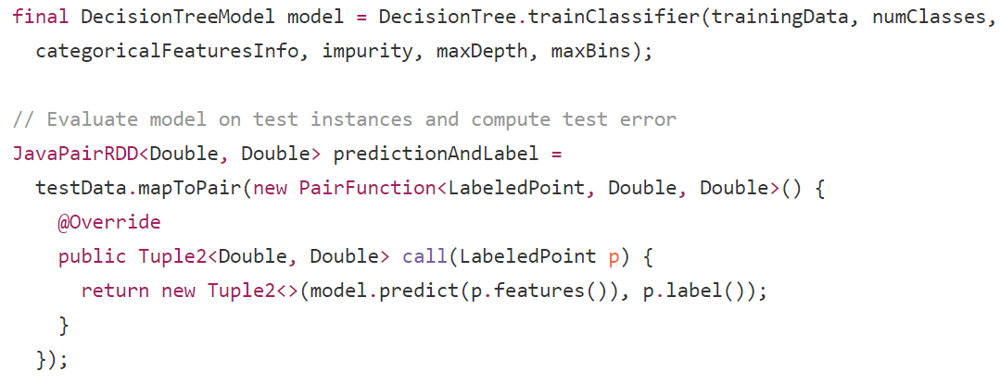 final DecisionTreeModel model = DecisionTree.trainClassifier(trainingData, numClasses,
  categoricalFeaturesInfo, impurity, maxDepth, maxBins);

// Evaluate model on test instances and compute test error
JavaPairRDD<Double, Double> predictionAndLabel =
  testData.mapToPair(new PairFunction<LabeledPoint, Double, Double>() {
    @Override
    public Tuple2<Double, Double> call(LabeledPoint p) {
      return new Tuple2<>(model.predict(p.features()), p.label());
    }
  });